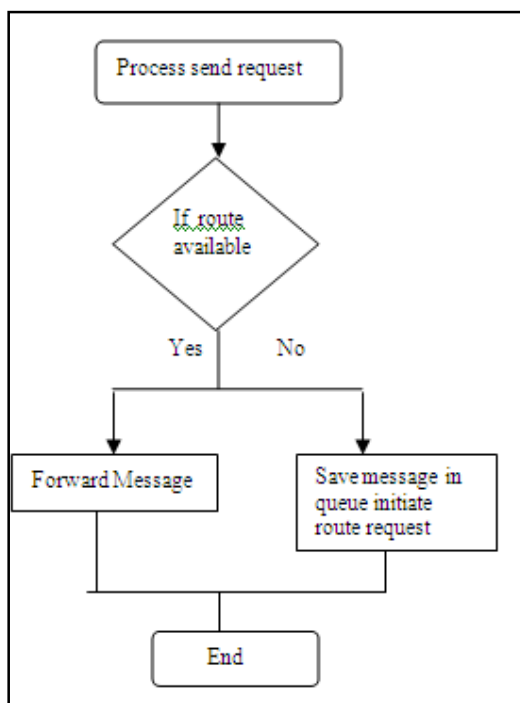 Process send request
If route
available
Yes No
Forward Message
Save message in
queue initiate
route request
End